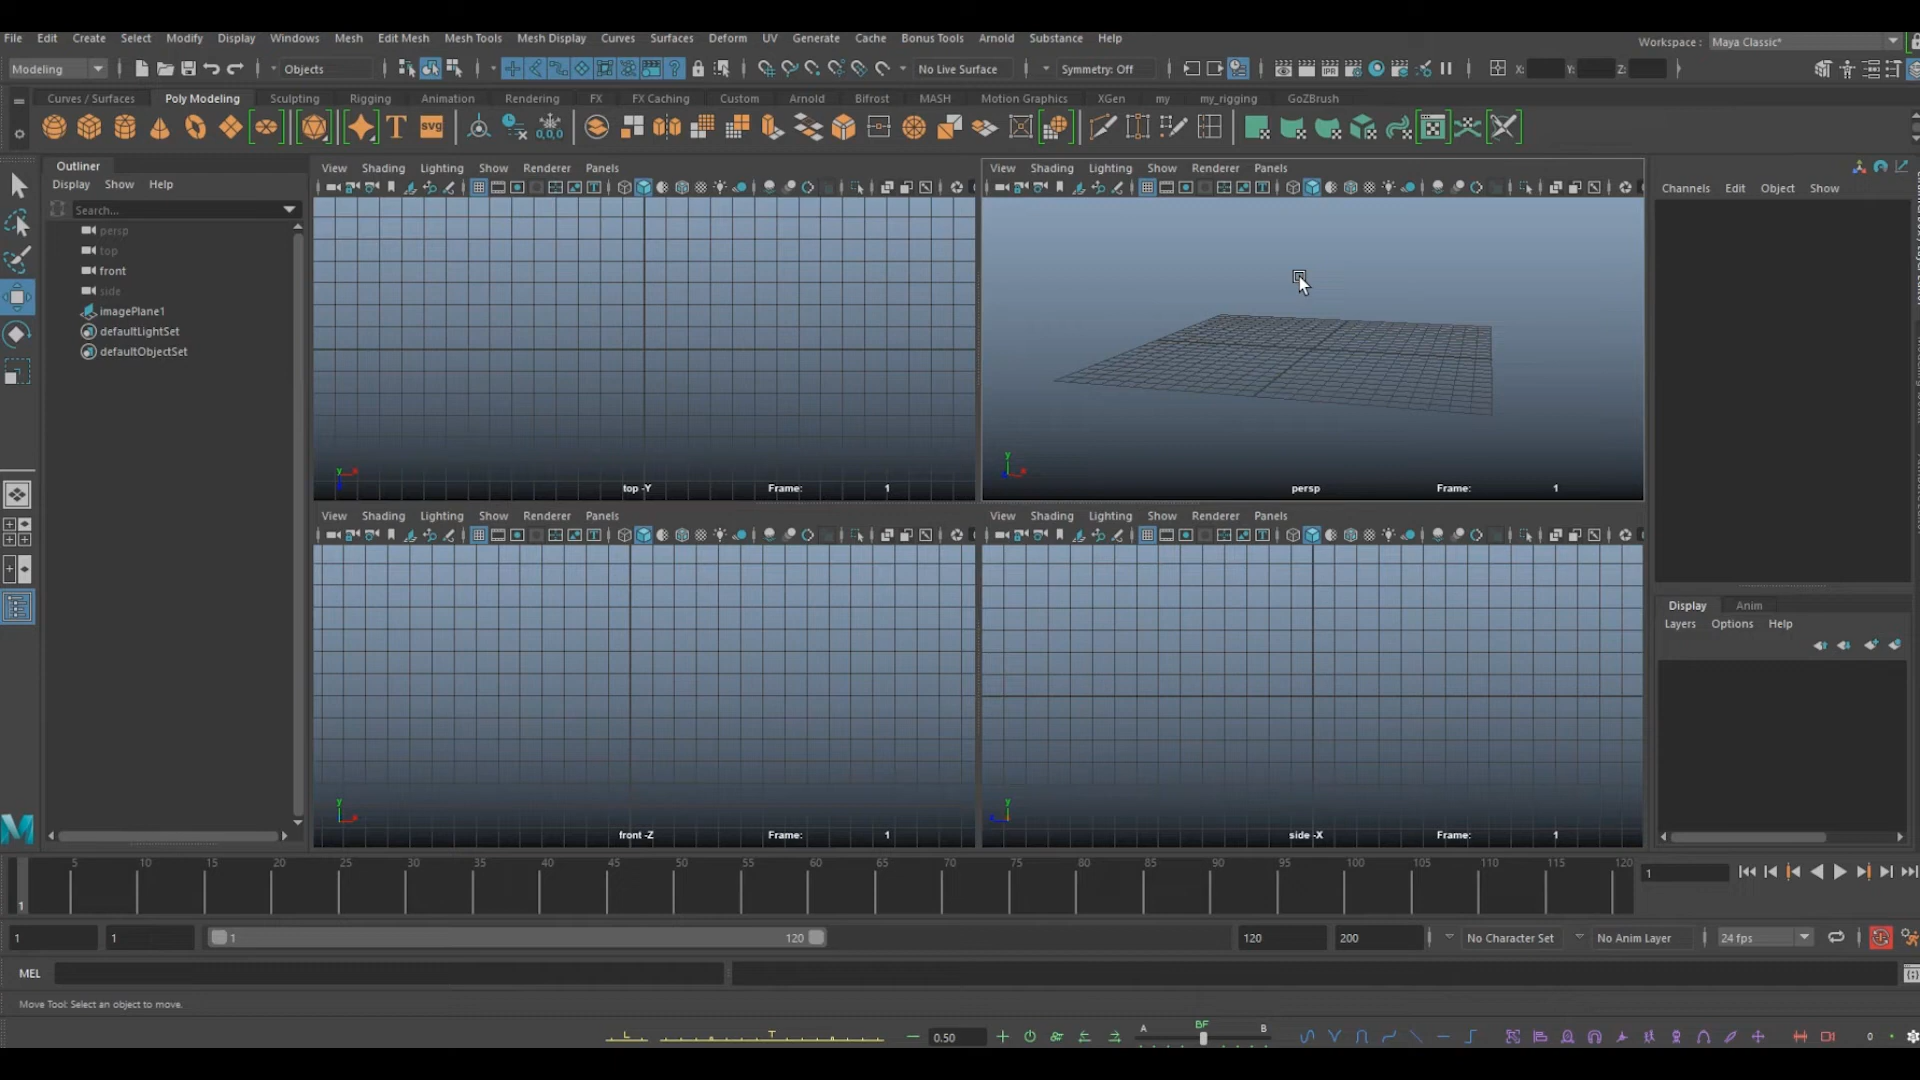 File Edit Create Select Modify Display Windows Mesh Edit Mesh Mesh Tools Mesh Display Curves Surfaces Deform UV Generate Cache Bonus Tools Arnold Substance Help
Workspace : Maya Classic*
Modeling Objects No Live Surface Symmetry: Off X: Y: Z:
Curves / Surfaces Poly Modeling Sculpting Rigging Animation Rendering FX FX Caching Custom Arnold Bifrost MASH Motion Graphics XGen my my_rigging GoZBrush
T SVG 0,0,0
Outliner
Display Show Help
Search...
persp
top
front
side
imagePlane1
defaultLightSet
defaultObjectSet
View Shading Lighting Show Renderer Panels
top -Y Frame: 1
View Shading Lighting Show Renderer Panels
persp Frame: 1
View Shading Lighting Show Renderer Panels
front -Z Frame: 1
View Shading Lighting Show Renderer Panels
side -X Frame: 1
Channels Edit Object Show
Display Anim
Layers Options Help
5 10 15 20 25 30 35 40 45 50 55 60 65 70 75 80 85 90 95 100 105 110 115 120
1
1
1 1 1 120 120 200 No Character Set No Anim Layer 24 fps
MEL
Move Tool: Select an object to move.
L T 0.50 A BF B 0